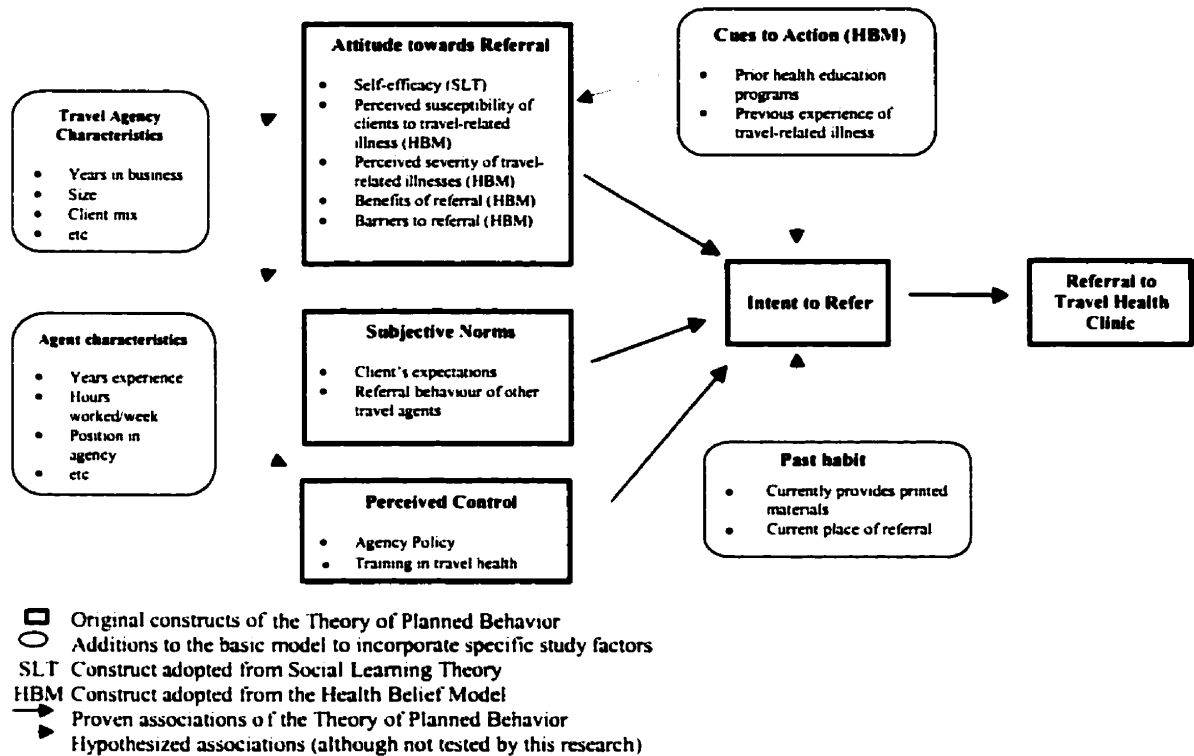 Travel Agency
Characteristics
• Years in business
• Size
• Client mix
• etc
Agent characteristics
• Years experience
• Hours
worked/week
• Position in
agency
• etc
Attitude towards Referral
• Self-efficacy (SLT)
• Perceived susceptibility of
clients to travel-related
illness (HBM)
• Perceived severity of travel-
related illnesses (HBM)
• Benefits of referral (HBM)
• Barriers to referral (HBM)
Subjective Norms
• Client's expectations
• Referral behaviour of other
travel agents
Perceived Control
• Agency Policy
• Training in travel health
Cues to Action (HBM)
• Prior health education
programs
• Previous experience of
travel-related illness
Intent to Refer
Referral to
Travel Health
Clinic
Past habit
• Currently provides printed
materials
• Current place of referral
Original constructs of the Theory of Planned Behavior
Additions to the basic model to incorporate specific study factors
SLT Construct adopted from Social Learning Theory
HBM Construct adopted from the Health Belief Model
Proven associations of the Theory of Planned Behavior
Hypothesized associations (although not tested by this research)